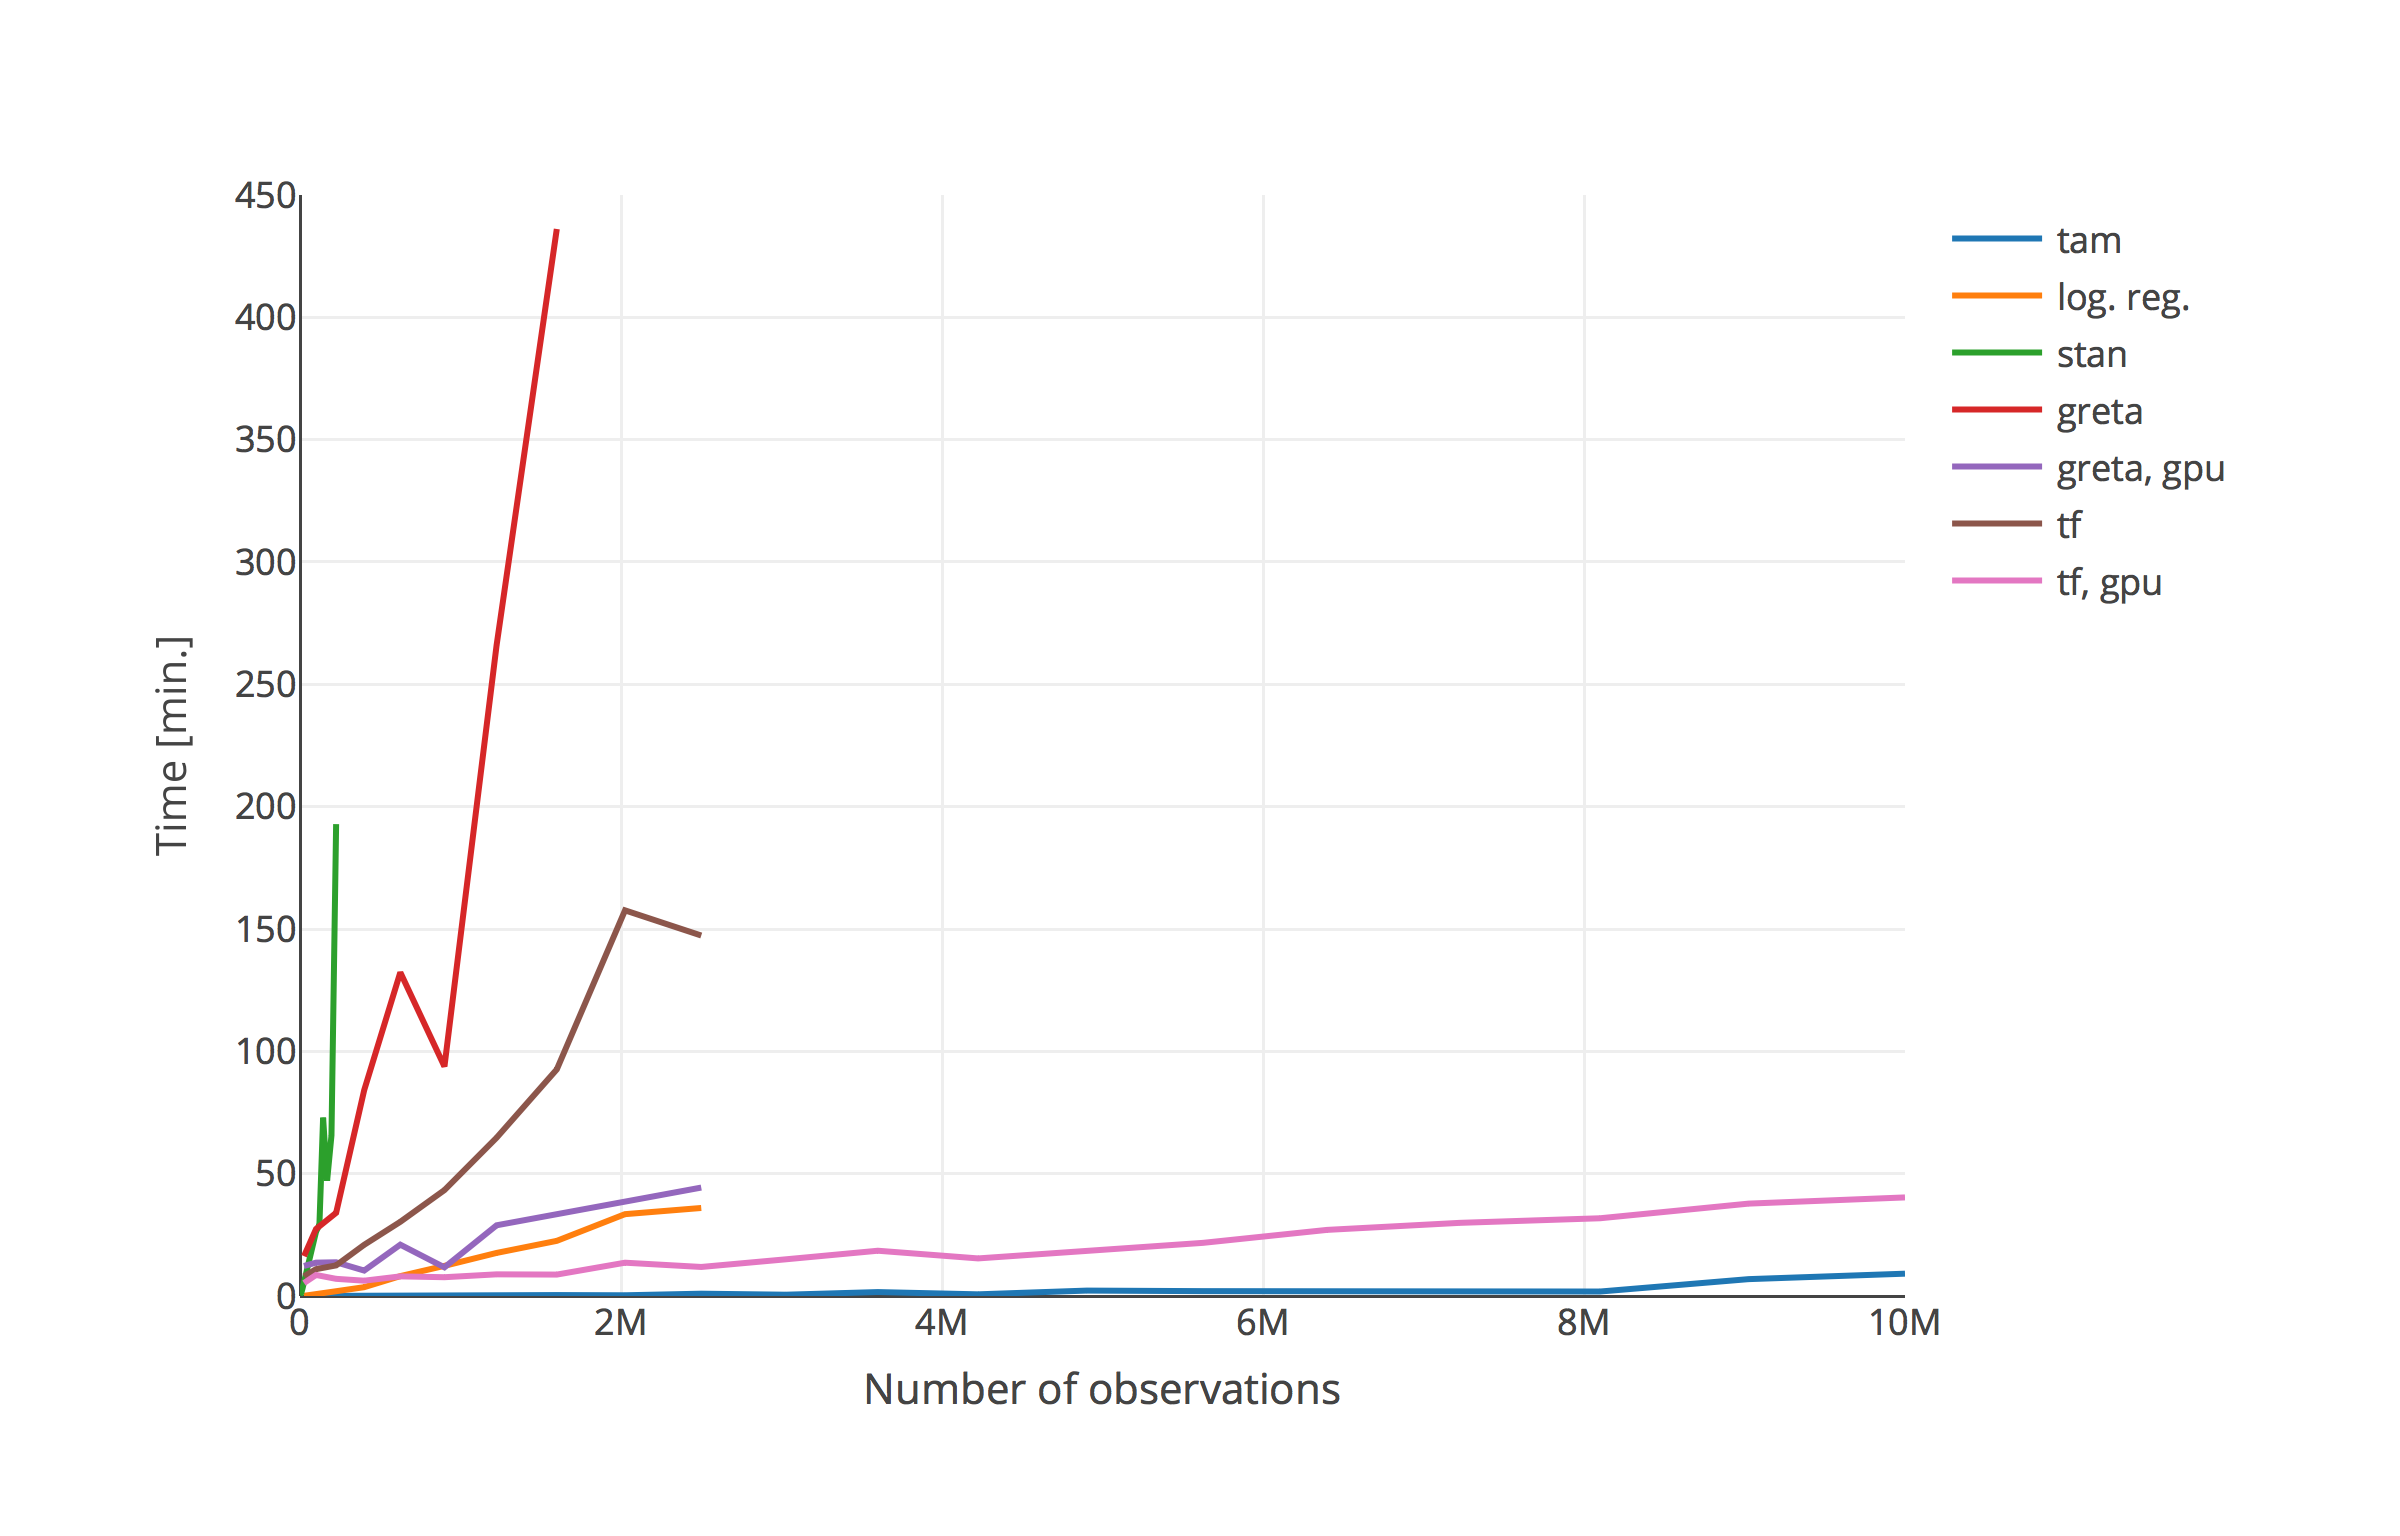 450
400
350
300
250
200
150
100
50
0
Time [min.]
0 2M 4M 6M 8M 10M
Number of observations
tam
log. reg.
stan
greta
greta, gpu
tf
tf, gpu